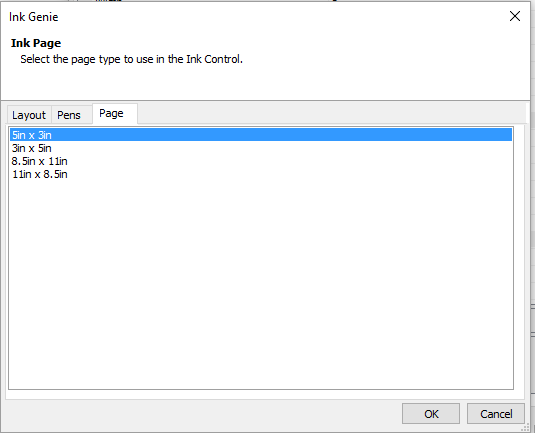 Ink Genie
Ink Page
Select the page type to use in the Ink Control.
Layout Pens Page
5in x 3in
3in x 5in
8.5in x 11in
11in x 8.5in
OK Cancel